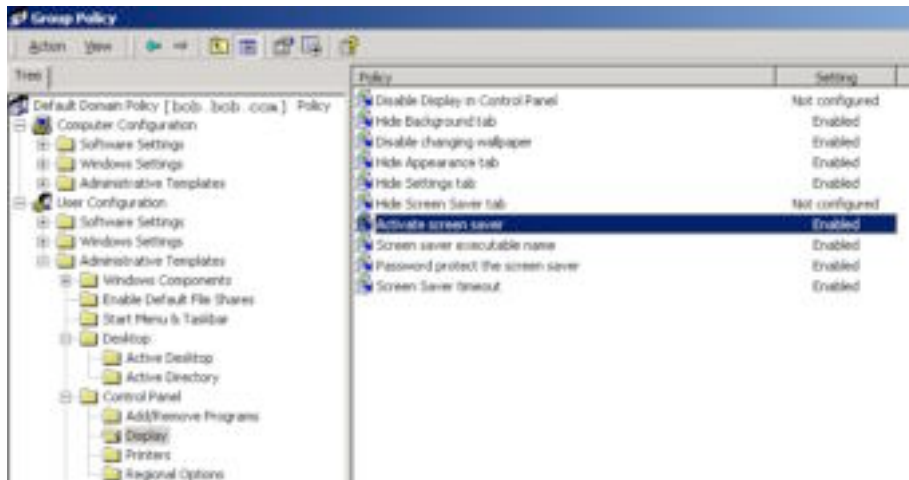 Group Policy
Action View
Tree
Default Domain Policy [bob.bob.com] Policy
Computer Configuration
Software Settings
Windows Settings
Administrative Templates
User Configuration
Software Settings
Windows Settings
Administrative Templates
Windows Components
Enable Default File Shares
Start Menu & Taskbar
Desktop
Active Desktop
Active Directory
Control Panel
Add/Remove Programs
Display
Printers
Regional Options
Policy Setting
Disable Display in Control Panel Not configured
Hide Background tab Enabled
Disable changing wallpaper Enabled
Hide Appearance tab Enabled
Hide Settings tab Enabled
Hide Screen Saver tab Not configured
Activate screen saver Enabled
Screen saver executable name Enabled
Password protect the screen saver Enabled
Screen Saver timeout Enabled